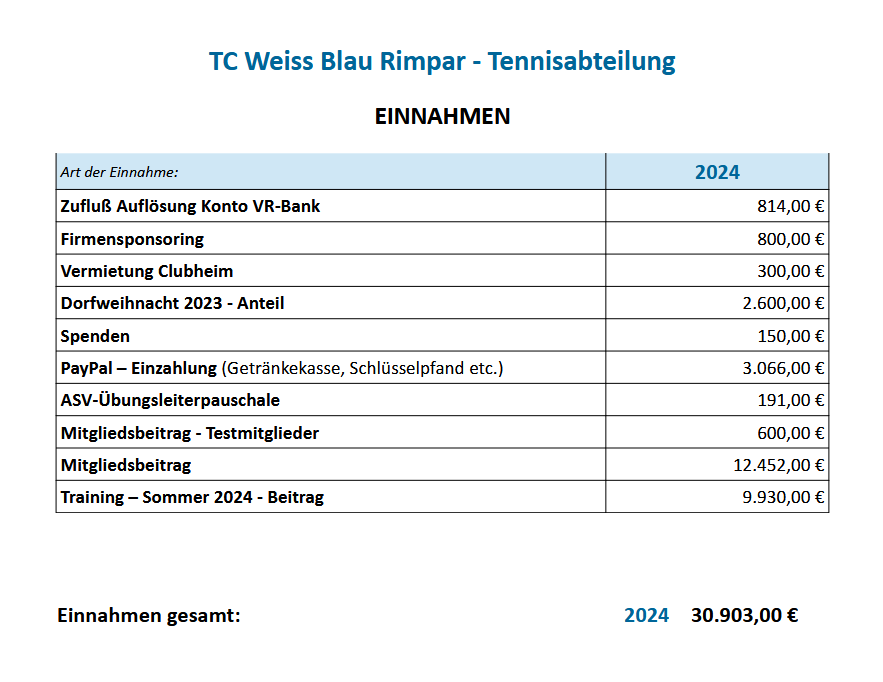 TC Weiss Blau Rimpar - Tennisabteilung
EINNAHMEN
Art der Einnahme: 2024
Zufluß Auflösung Konto VR-Bank 814,00 €
Firmensponsoring 800,00 €
Vermietung Clubheim 300,00 €
Dorfweihnacht 2023 - Anteil 2.600,00 €
Spenden 150,00 €
PayPal – Einzahlung (Getränkekasse, Schlüsselpfand etc.) 3.066,00 €
ASV-Übungsleiterpauschale 191,00 €
Mitgliedsbeitrag - Testmitglieder 600,00 €
Mitgliedsbeitrag 12.452,00 €
Training – Sommer 2024 - Beitrag 9.930,00 €
Einnahmen gesamt: 2024 30.903,00 €